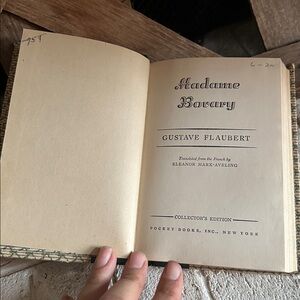 Madame
Bovary
GUSTAVE FLAUBERT
Translated from the French by
ELEANOR MARX-AVELING
COLLECTOR'S EDITION
POCKET BOOKS, INC., NEW YORK